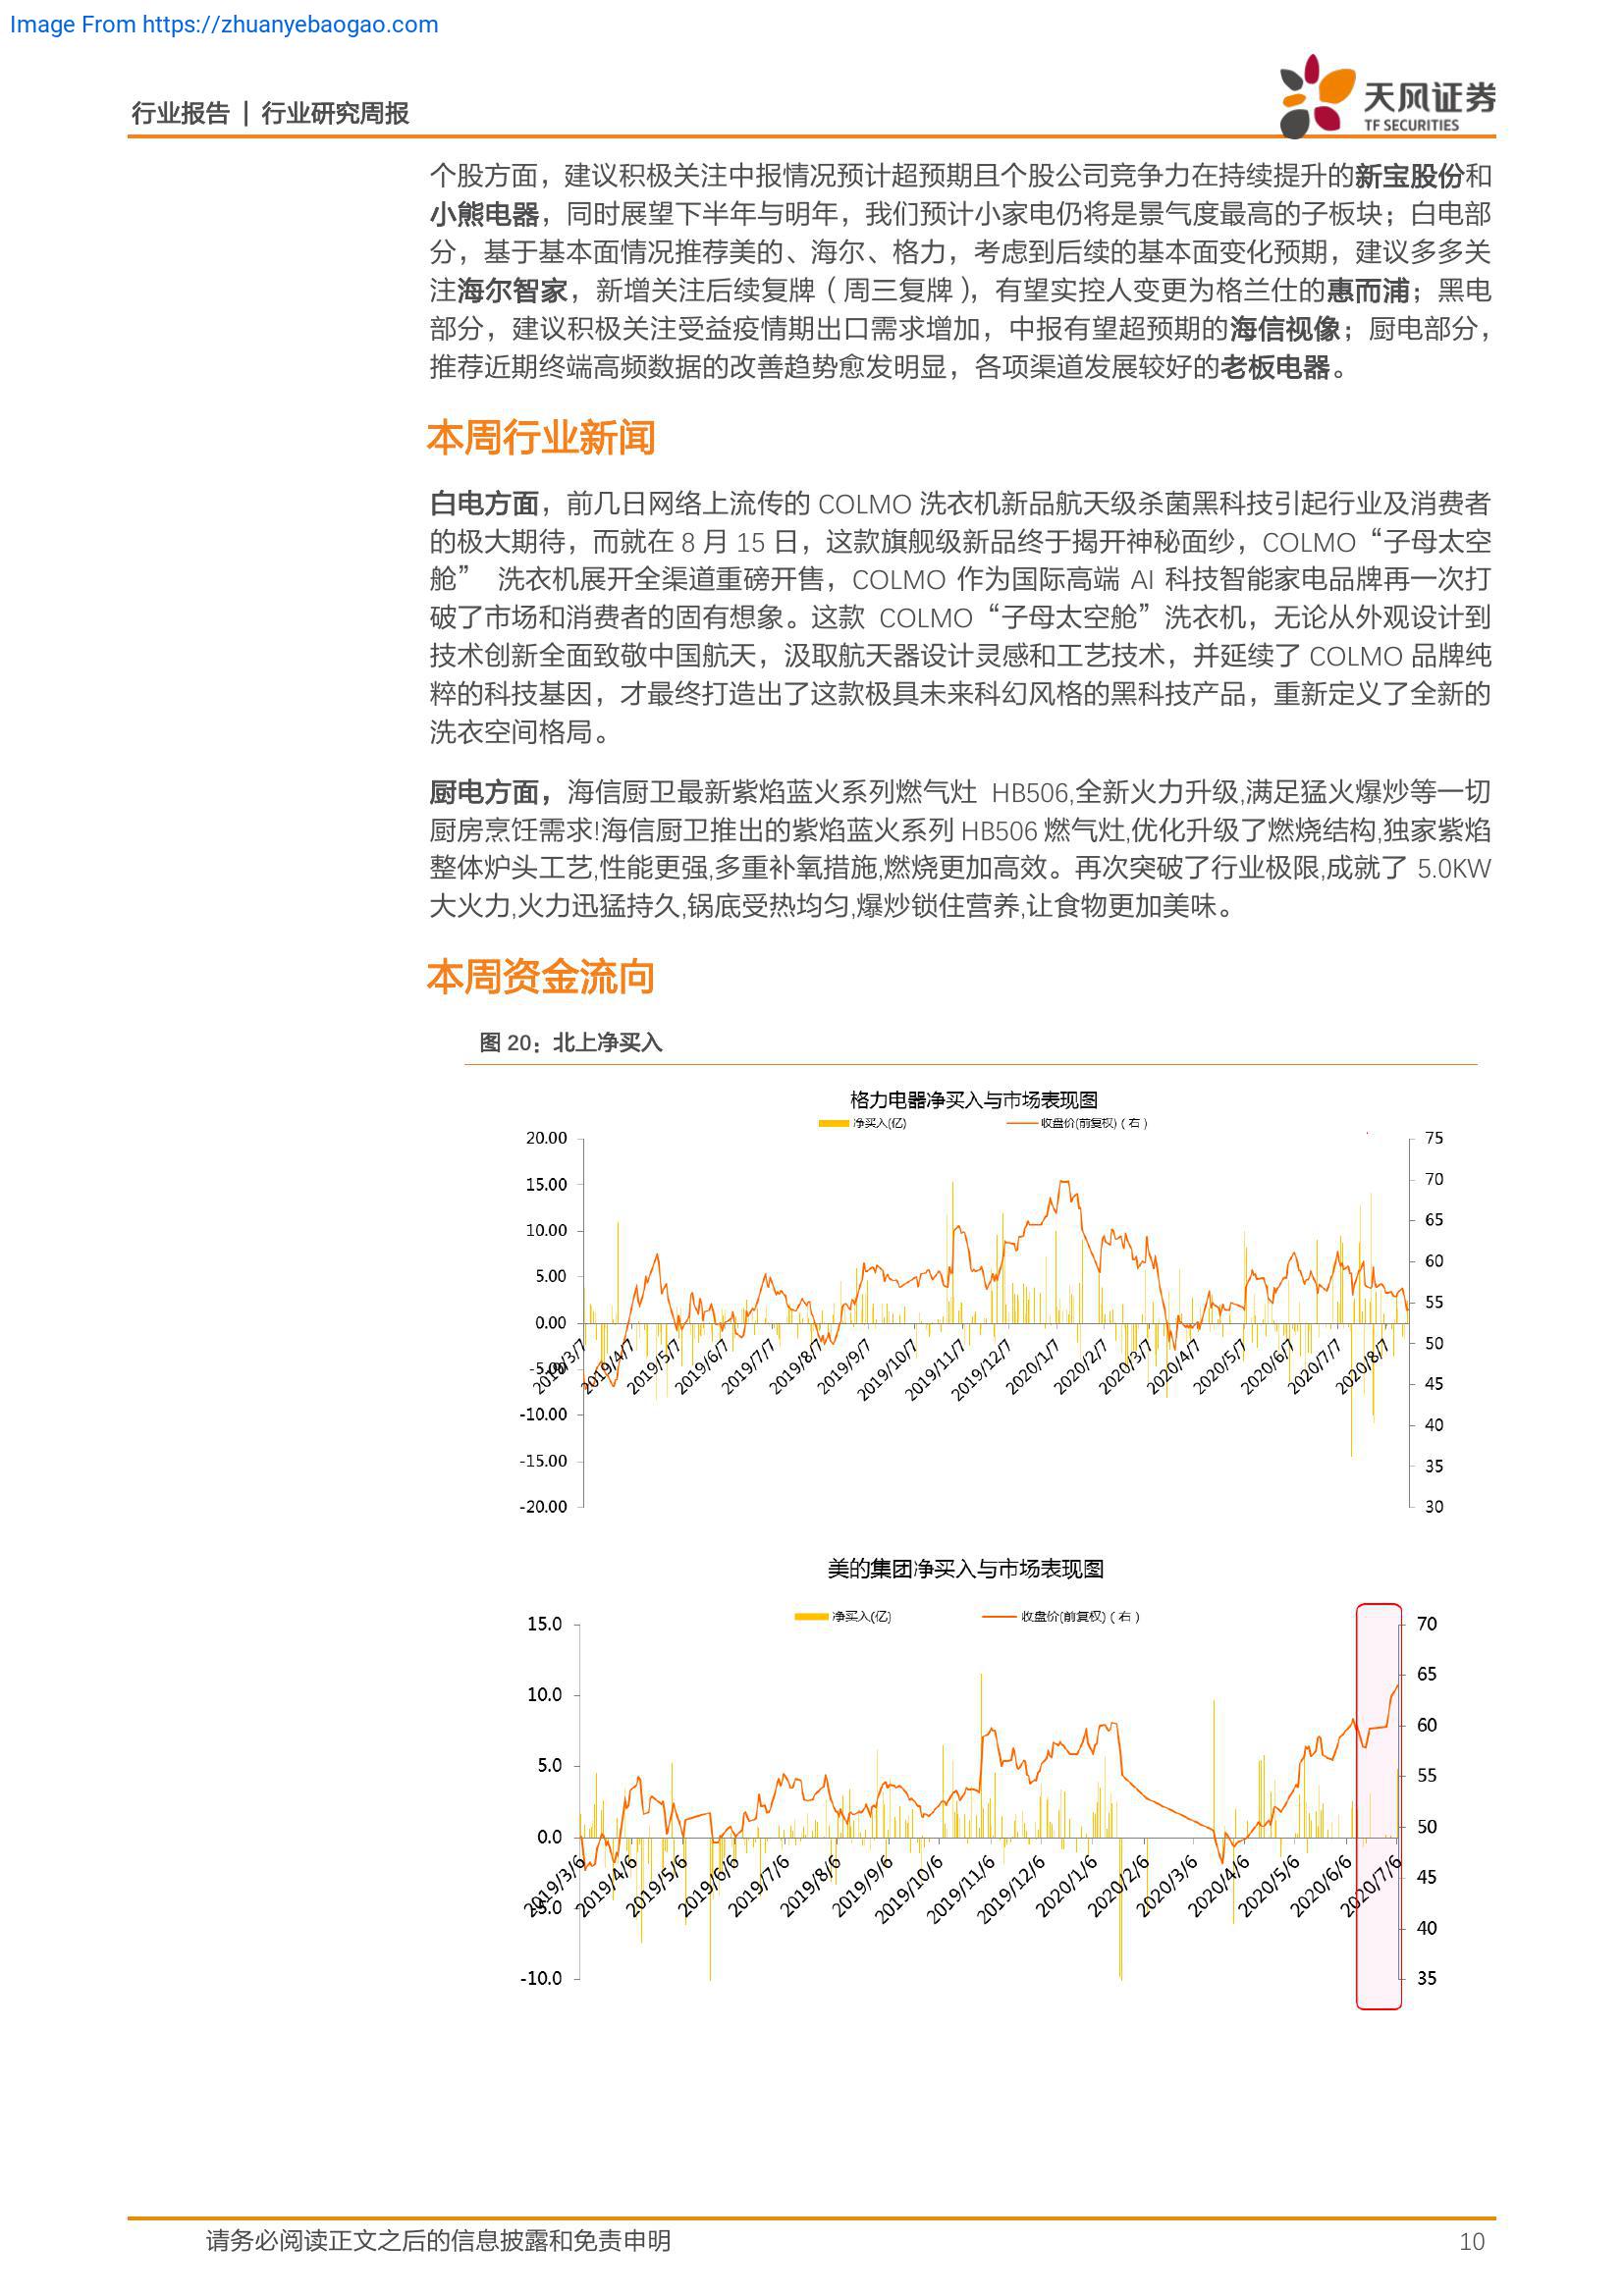 Image From https://zhuanyebaogao.com
行业报告 | 行业研究周报
天风证券
TF SECURITIES
个股方面，建议积极关注中报情况预计超预期且个股公司竞争力在持续提升的新宝股份和
小熊电器，同时展望下半年与明年，我们预计小家电仍将是景气度最高的子板块；白电部
分，基于基本面情况推荐美的、海尔、格力，考虑到后续的基本面变化预期，建议多多关
注海尔智家，新增关注后续复牌（周三复牌），有望实控人变更为格兰仕的惠而浦；黑电
部分，建议积极关注受益疫情期出口需求增加，中报有望超预期的海信视像；厨电部分，
推荐近期终端高频数据的改善趋势愈发明显，各项渠道发展较好的老板电器。
本周行业新闻
白电方面，前几日网络上流传的 COLMO 洗衣机新品航天级杀菌黑科技引起行业及消费者
的极大期待，而就在 8 月 15 日，这款旗舰级新品终于揭开神秘面纱，COLMO“子母太空
舱” 洗衣机展开全渠道重磅开售，COLMO 作为国际高端 AI 科技智能家电品牌再一次打
破了市场和消费者的固有想象。这款 COLMO“子母太空舱”洗衣机，无论从外观设计到
技术创新全面致敬中国航天，汲取航天器设计灵感和工艺技术，并延续了 COLMO 品牌纯
粹的科技基因，才最终打造出了这款极具未来科幻风格的黑科技产品，重新定义了全新的
洗衣空间格局。
厨电方面，海信厨卫最新紫焰蓝火系列燃气灶 HB506,全新火力升级,满足猛火爆炒等一切
厨房烹饪需求!海信厨卫推出的紫焰蓝火系列 HB506 燃气灶,优化升级了燃烧结构,独家紫焰
整体炉头工艺,性能更强,多重补氧措施,燃烧更加高效。再次突破了行业极限,成就了 5.0KW
大火力,火力迅猛持久,锅底受热均匀,爆炒锁住营养,让食物更加美味。
本周资金流向
图 20：北上净买入
格力电器净买入与市场表现图
净买入(亿) 收盘价(前复权)（右）
20.00 75
15.00 70
10.00 65
5.00 60
0.00 55
-5.00 50
-10.00 45
-15.00 40
-20.00 35
30
2019/3/7 2019/4/7 2019/5/7 2019/6/7 2019/7/7 2019/8/7 2019/9/7 2019/10/7 2019/11/7 2019/12/7 2020/1/7 2020/2/7 2020/3/7 2020/4/7 2020/5/7 2020/6/7 2020/7/7 2020/8/7
美的集团净买入与市场表现图
净买入(亿) 收盘价(前复权)（右）
15.0 70
10.0 65
5.0 60
0.0 55
-5.0 50
-10.0 45
40
35
2019/3/6 2019/4/6 2019/5/6 2019/6/6 2019/7/6 2019/8/6 2019/9/6 2019/10/6 2019/11/6 2019/12/6 2020/1/6 2020/2/6 2020/3/6 2020/4/6 2020/5/6 2020/6/6 2020/7/6
请务必阅读正文之后的信息披露和免责申明 10